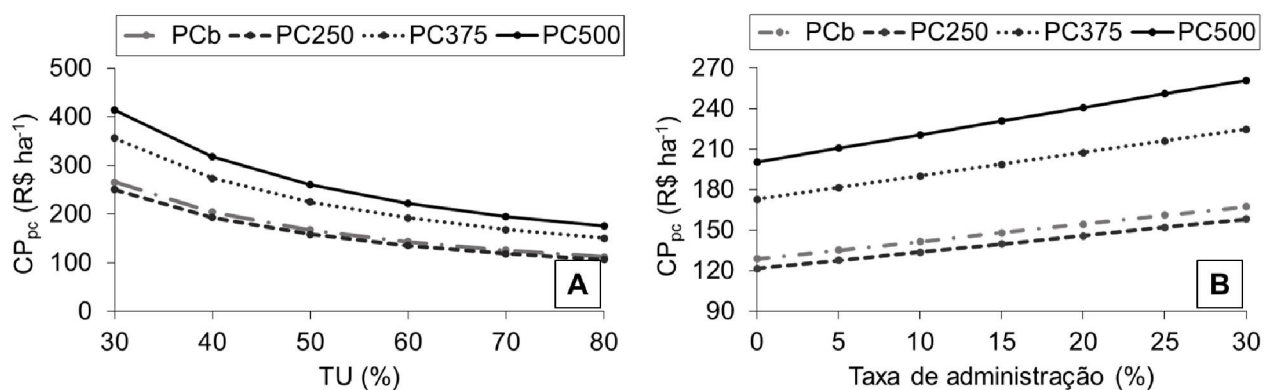 PCb PC250 PC375 PC500
500
400
300
200
100
0
CPpc (R$ ha-1)
30 40 50 60 70 80
TU (%)
A
PCb PC250 PC375 PC500
270
240
210
180
150
120
90
CPpc (R$ ha-1)
0 5 10 15 20 25 30
Taxa de administração (%)
B